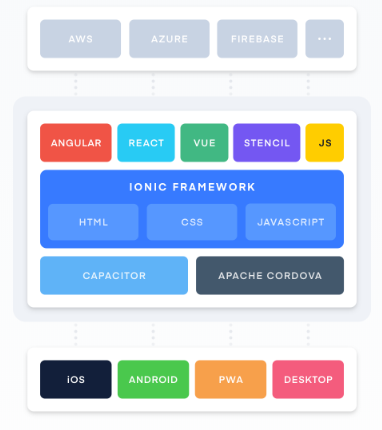 AWS AZURE FIREBASE ...
ANGULAR REACT VUE STENCIL JS
IONIC FRAMEWORK
HTML CSS JAVASCRIPT
CAPACITOR APACHE CORDOVA
iOS ANDROID PWA DESKTOP